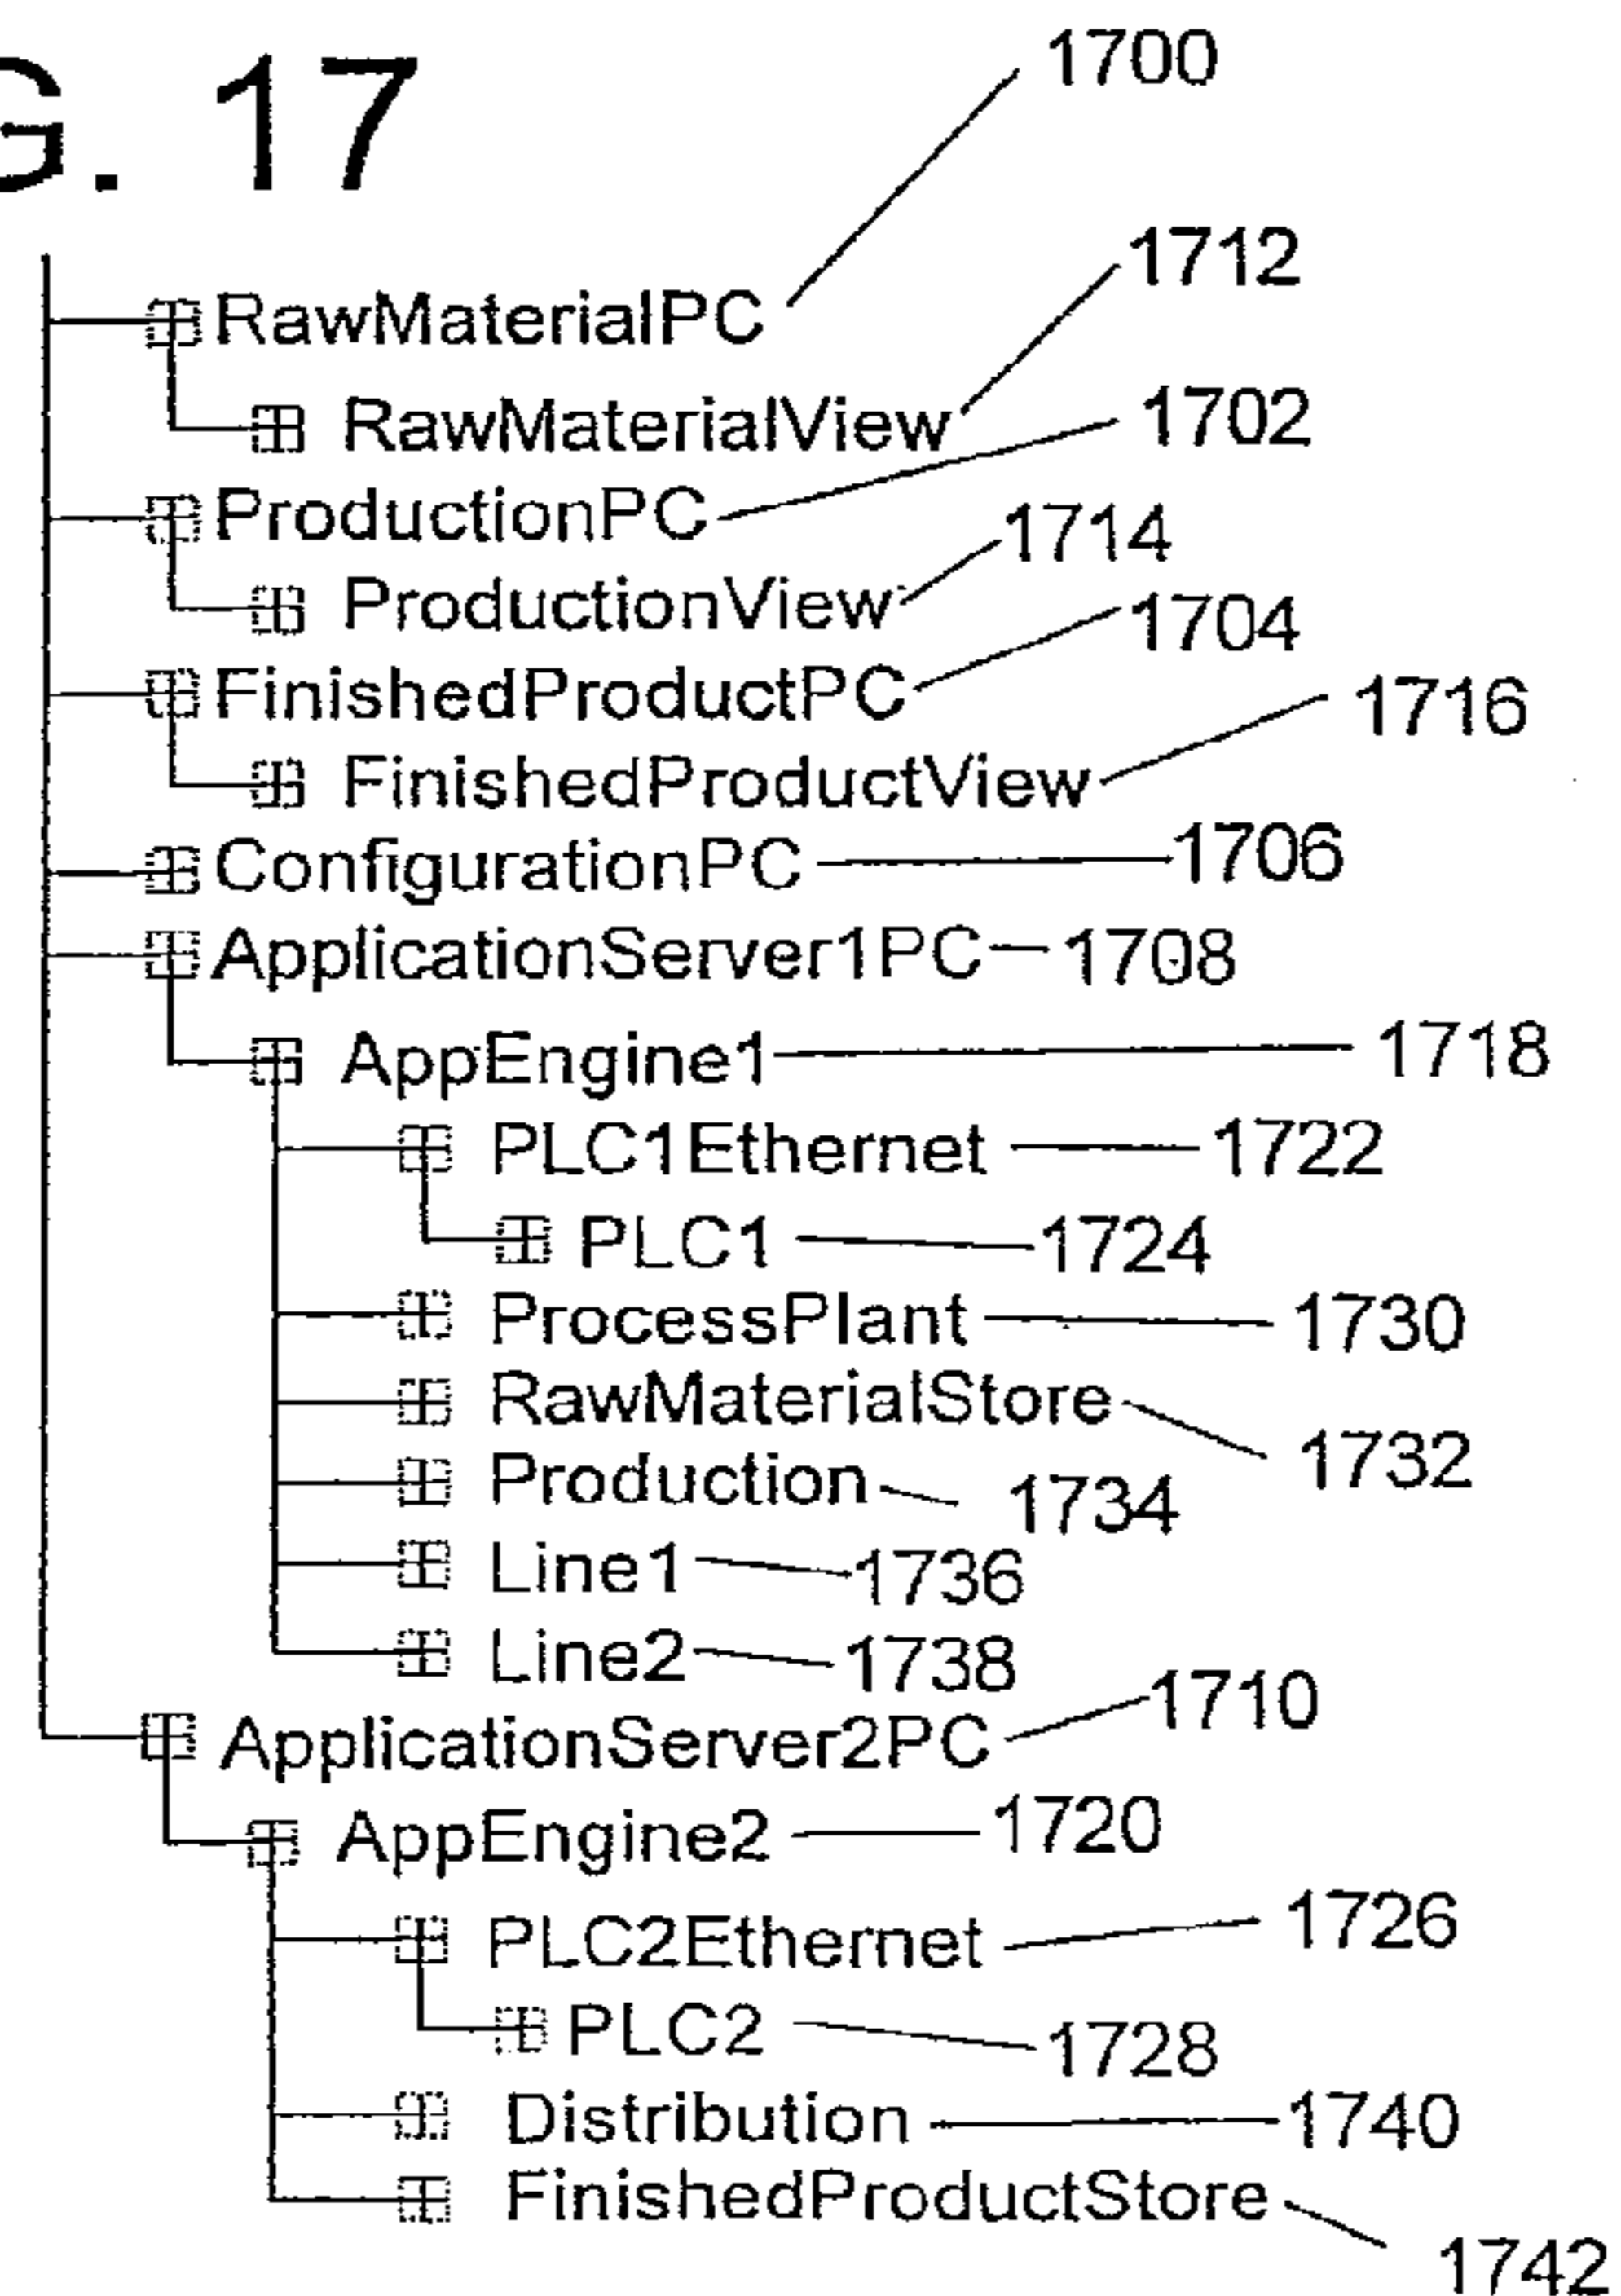 G. 17
1700
RawMaterialPC
1712
RawMaterialView
1702
ProductionPC
1714
ProductionView
1704
FinishedProductPC
1716
FinishedProductView
ConfigurationPC 1706
ApplicationServer1PC 1708
AppEngine1 1718
PLC1Ethernet 1722
PLC1 1724
ProcessPlant 1730
RawMaterialStore 1732
Production 1734
Line1 1736
Line2 1738
ApplicationServer2PC 1710
AppEngine2 1720
PLC2Ethernet 1726
PLC2 1728
Distribution 1740
FinishedProductStore
1742